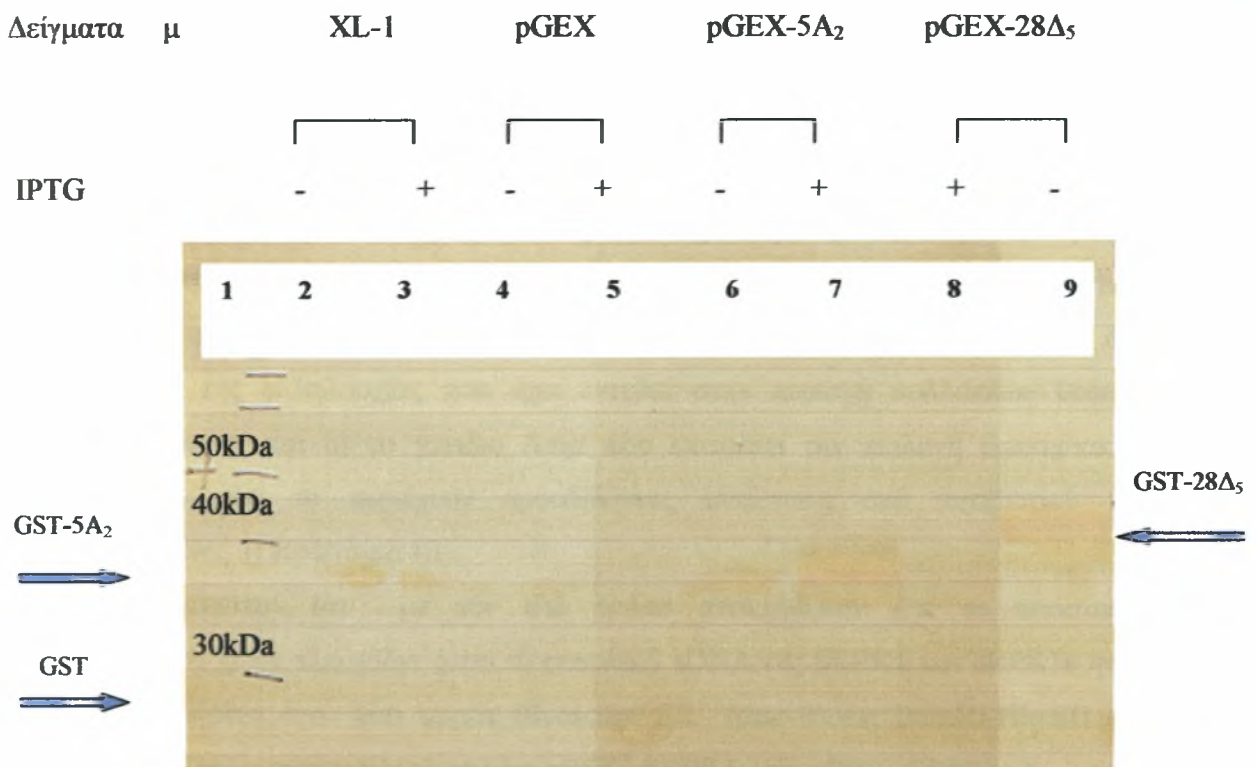 Δείγματα μ XL-1 pGEX pGEX-5A₂ pGEX-28Δ₅
IPTG - + - + - + + -
1 2 3 4 5 6 7 8 9
50kDa
40kDa
GST-28Δ₅
GST-5A₂
30kDa
GST